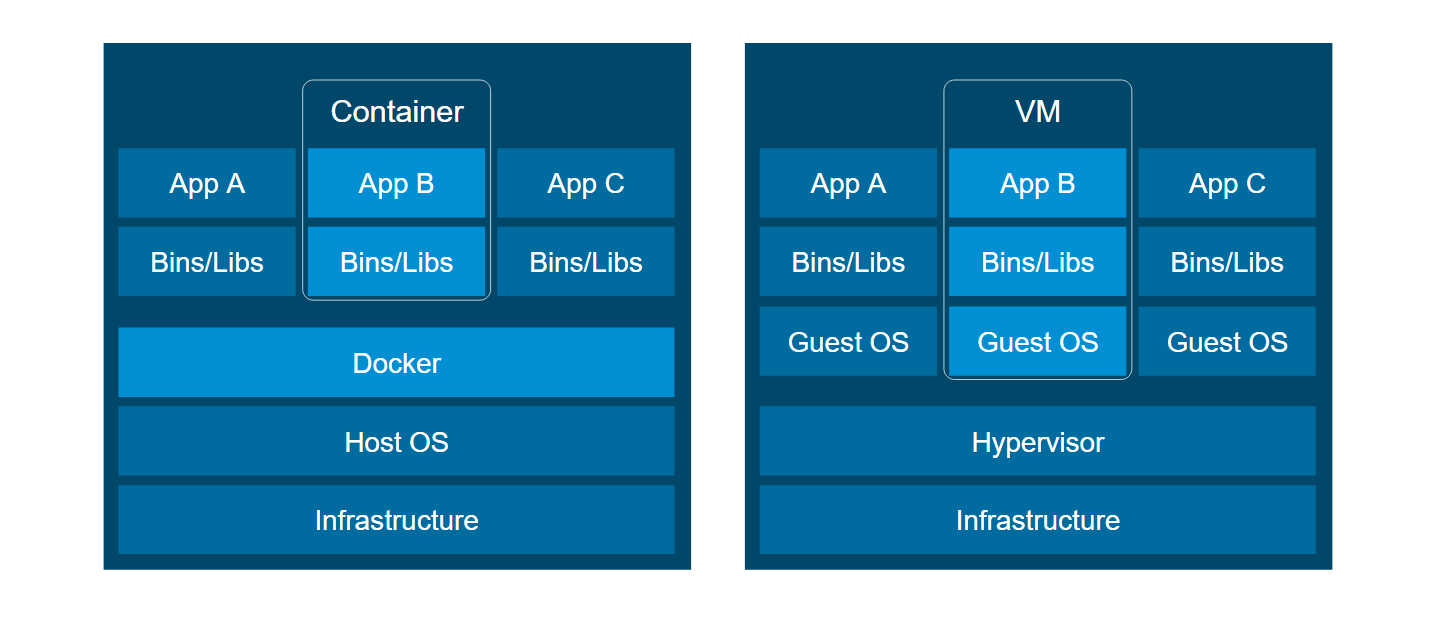 Container
App A
App B
App C
Bins/Libs
Bins/Libs
Bins/Libs
Docker
Host OS
Infrastructure
VM
App A
App B
App C
Bins/Libs
Bins/Libs
Bins/Libs
Guest OS
Guest OS
Guest OS
Hypervisor
Infrastructure